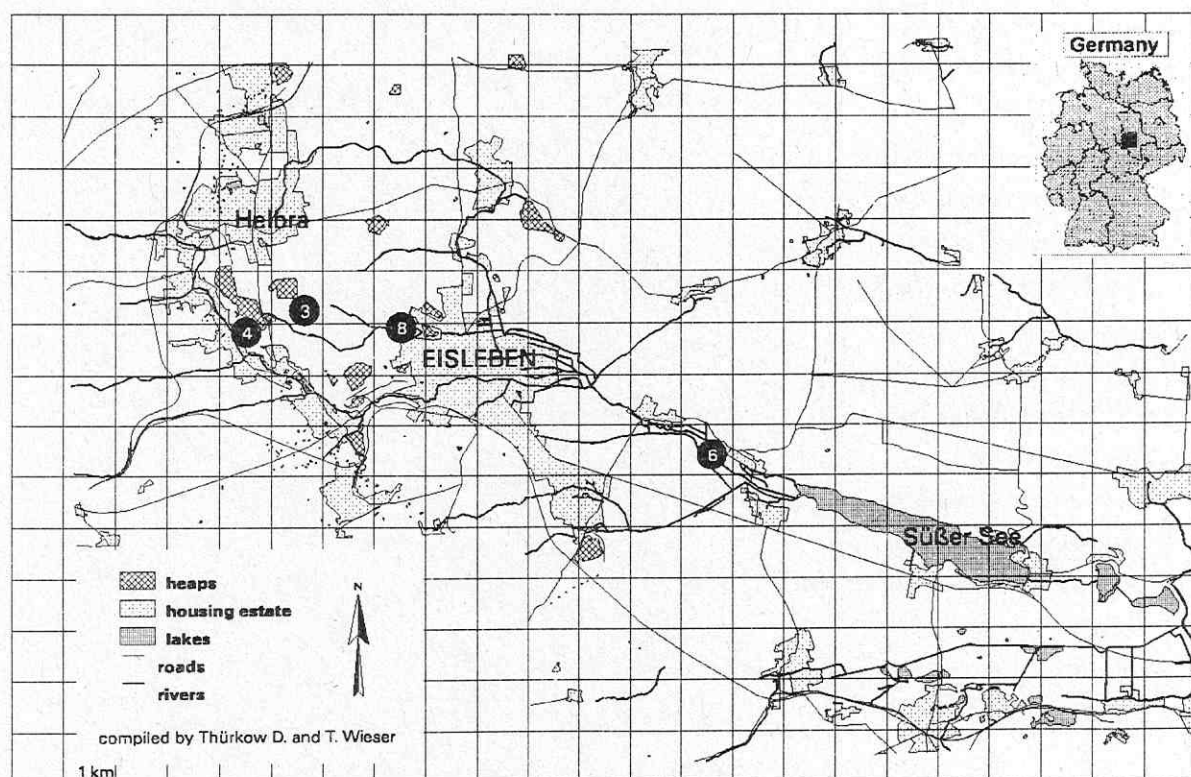 Germany
Helbra
3
4
8
EISLEBEN
6
Süßer See
heaps
housing estate
lakes
roads
rivers
N
compiled by Thürkow D. and T. Wieser
1 km